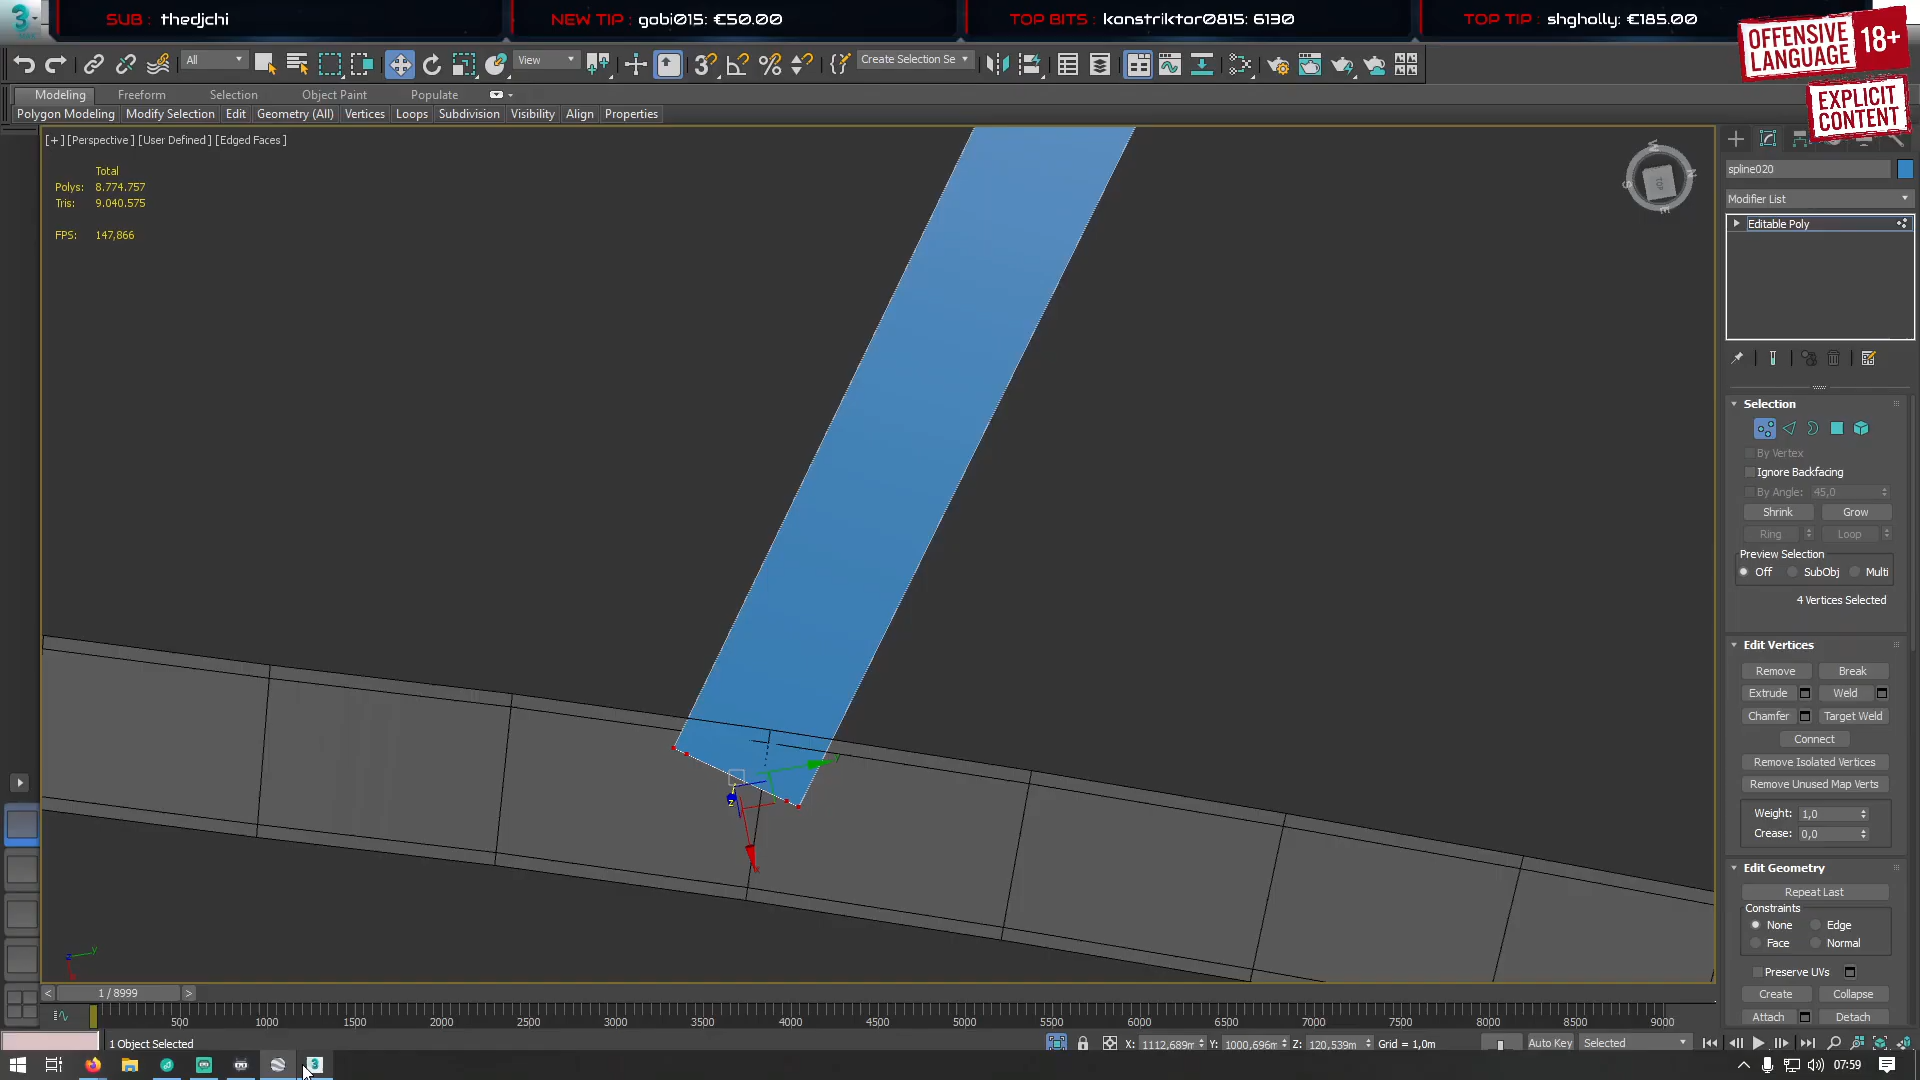 SUB : thedjchi
NEW TIP : gobi015: €50.00
TOP BITS : konstriktor0815: 6130
TOP TIP : shgholly: €185.00
OFFENSIVE
LANGUAGE
18+
EXPLICIT
CONTENT
All
View
Create Selection Se
Modeling
Freeform
Selection
Object Paint
Populate
Polygon Modeling
Modify Selection
Edit
Geometry (All)
Vertices
Loops
Subdivision
Visibility
Align
Properties
[+] [Perspective ] [User Defined ] [Edged Faces ]
Total
Polys: 8.774.757
Tris: 9.040.575
FPS: 147,866
TOP
spline020
Modifier List
Editable Poly
Selection
By Vertex
Ignore Backfacing
By Angle: 45,0
Shrink
Grow
Ring
Loop
Preview Selection
Off
SubObj
Multi
4 Vertices Selected
Edit Vertices
Remove
Break
Extrude
Weld
Chamfer
Target Weld
Connect
Remove Isolated Vertices
Remove Unused Map Verts
Weight: 1,0
Crease: 0,0
Edit Geometry
Repeat Last
Constraints
None
Edge
Face
Normal
Preserve UVs
Create
Collapse
Attach
Detach
< 1 / 8999 >
500 1000 1500 2000 2500 3000 3500 4000 4500 5000 5500 6000 6500 7000 7500 8000 8500 9000
1 Object Selected
X: 1112,689m
Y: 1000,696m
Z: 120,539m
Grid = 1,0m
Auto Key
Selected
07:59